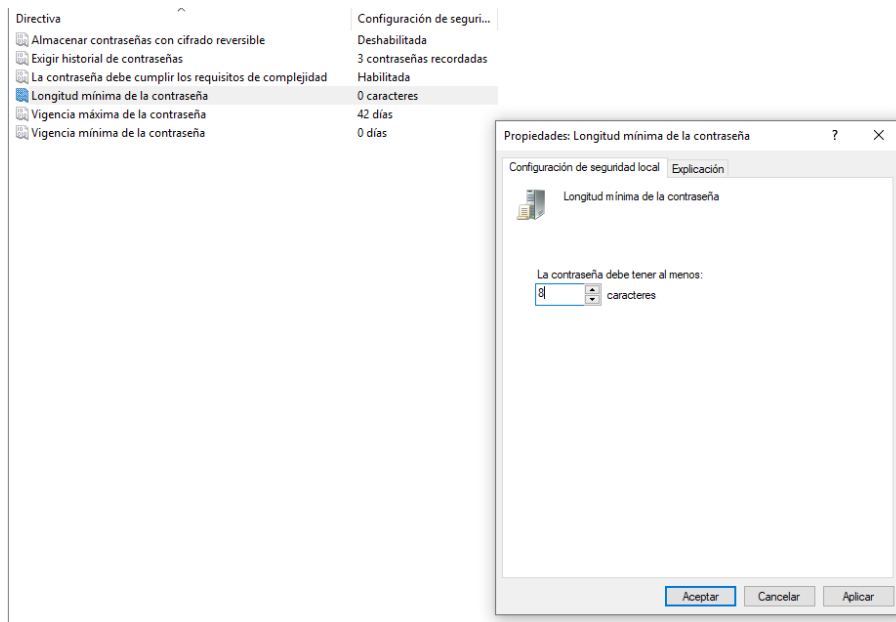 Directiva Configuración de seguri...
Almacenar contraseñas con cifrado reversible Deshabilitada
Exigir historial de contraseñas 3 contraseñas recordadas
La contraseña debe cumplir los requisitos de complejidad Habilitada
Longitud mínima de la contraseña 0 caracteres
Vigencia máxima de la contraseña 42 días
Vigencia mínima de la contraseña 0 días
Propiedades: Longitud mínima de la contraseña ? ×
Configuración de seguridad local Explicación
Longitud mínima de la contraseña
La contraseña debe tener al menos:
8 caracteres
Aceptar Cancelar Aplicar